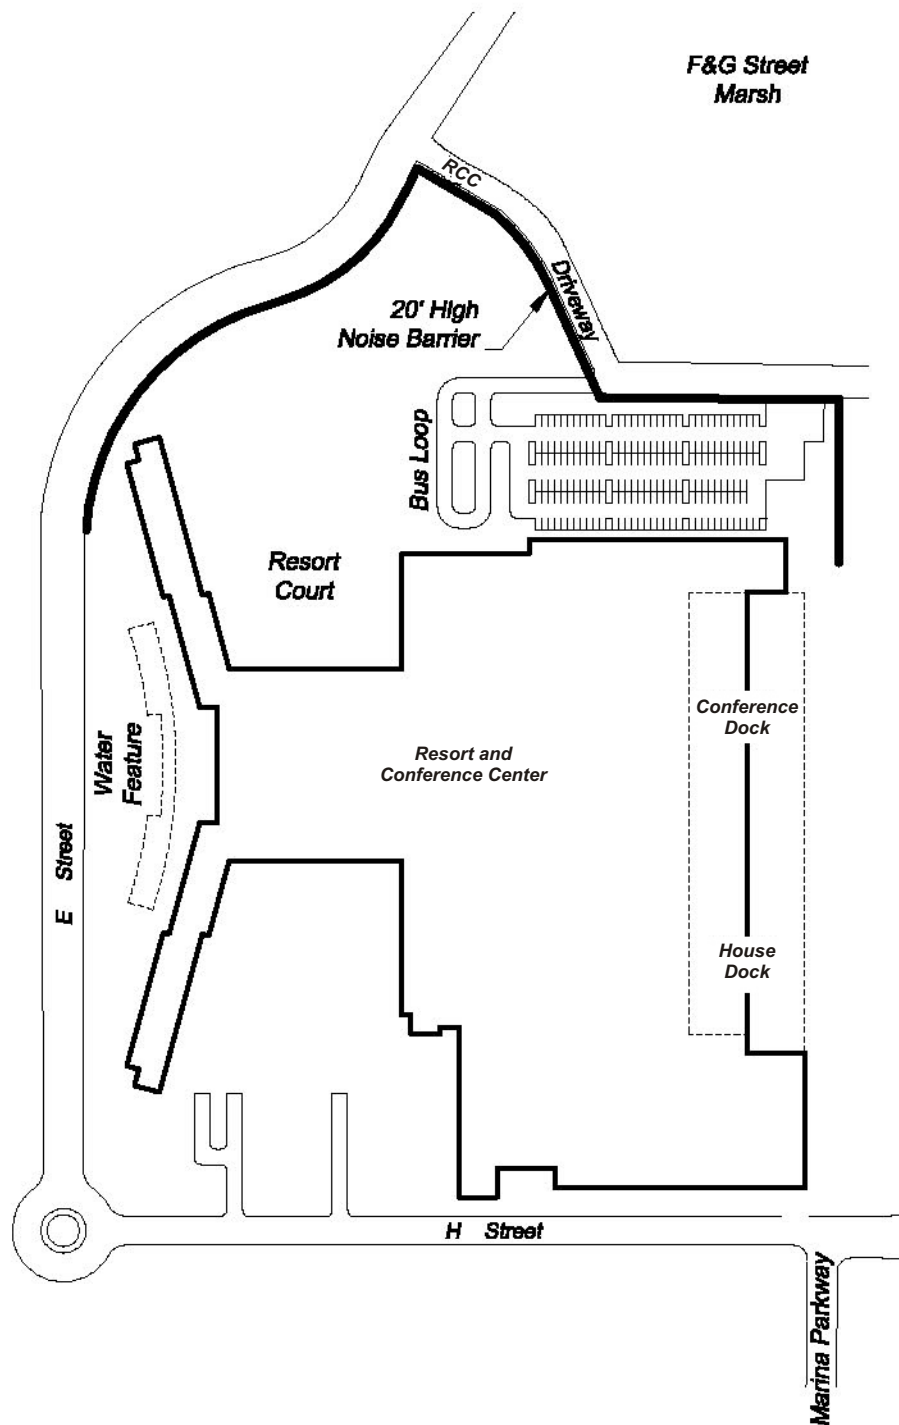 F&G Street
Marsh
RCC
Driveway
20' High
Noise Barrier
Bus Loop
Resort
Court
Conference
Dock
Resort and
Conference Center
Water
Feature
E Street
House
Dock
H Street
Marina Parkway